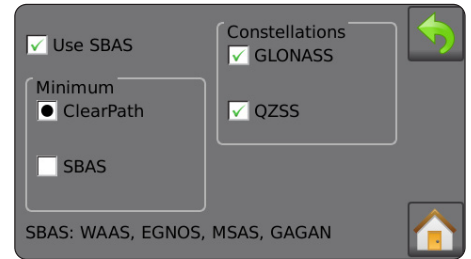 Use SBAS
Minimum
ClearPath
SBAS
Constellations
GLONASS
QZSS
SBAS: WAAS, EGNOS, MSAS, GAGAN